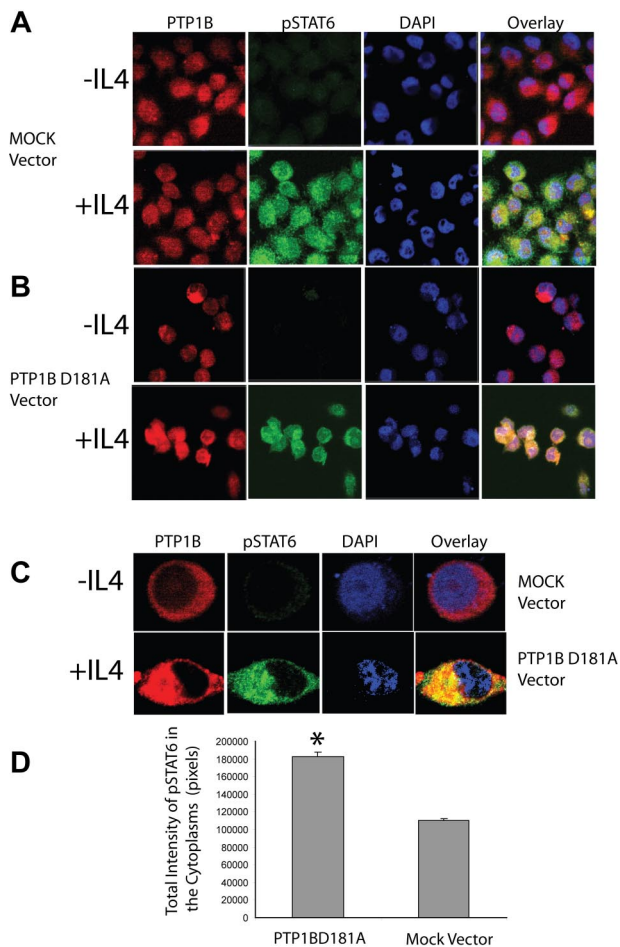 A
PTP1B pSTAT6 DAPI Overlay
-IL4
MOCK
Vector
+IL4
B
-IL4
PTP1B D181A
Vector
+IL4
PTP1B pSTAT6 DAPI Overlay
C
-IL4
MOCK
Vector
+IL4
PTP1B D181A
Vector
D
Total Intensity of pSTAT6 in
the Cytoplasms (pixels)
200000
180000
160000
140000
120000
100000
80000
60000
40000
20000
0
*
PTP1BD181A Mock Vector